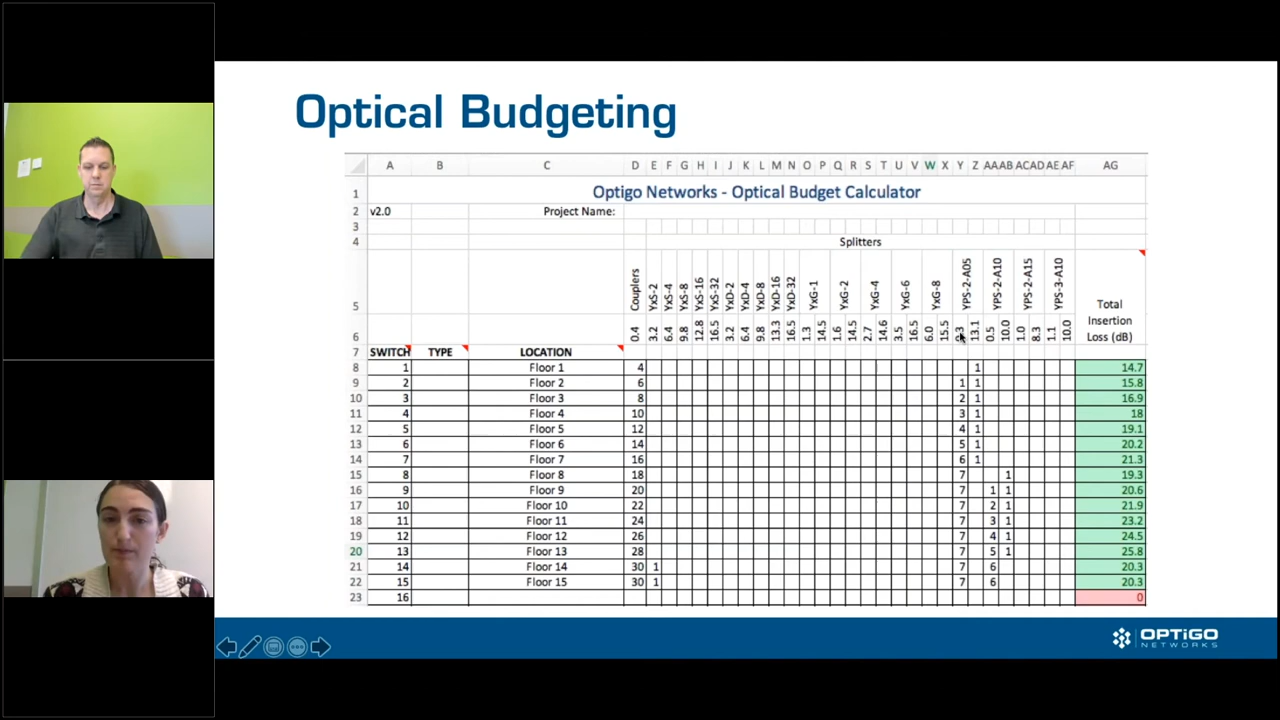 Optical Budgeting
A B C D E F G H I J K L M N O P Q R S T U V W X Y Z AA AB AC AD AE AF AG
1 Optigo Networks - Optical Budget Calculator
2 v2.0 Project Name:
3
4 Splitters
5 Couplers YxS-2 YxS-4 YxS-8 YxS-16 YxS-32 YxD-2 YxD-4 YxD-8 YxD-16 YxD-32 YxG-1 YxG-2 YxG-4 YxG-6 YxG-8 YPS-2-A05 YPS-2-A10 YPS-2-A15 YPS-3-A10 Total Insertion Loss (dB)
6 0.4 3.2 6.4 9.8 12.8 16.5 3.2 6.4 9.8 13.3 16.5 1.3 14.5 1.6 14.5 2.7 14.6 3.5 16.5 6.0 15.5 13.1 0.5 10.0 1.0 8.3 1.1 10.0
7 SWITCH TYPE LOCATION
8 1 Floor 1 4 1 14.7
9 2 Floor 2 6 1 1 15.8
10 3 Floor 3 8 2 1 16.9
11 4 Floor 4 10 3 1 18
12 5 Floor 5 12 4 1 19.1
13 6 Floor 6 14 5 1 20.2
14 7 Floor 7 16 6 1 21.3
15 8 Floor 8 18 7 1 19.3
16 9 Floor 9 20 7 1 1 20.6
17 10 Floor 10 22 7 2 1 21.9
18 11 Floor 11 24 7 3 1 23.2
19 12 Floor 12 26 7 4 1 24.5
20 13 Floor 13 28 7 5 1 25.8
21 14 Floor 14 30 1 7 6 20.3
22 15 Floor 15 30 1 7 6 20.3
23 16 0
OPTIGO
NETWORKS